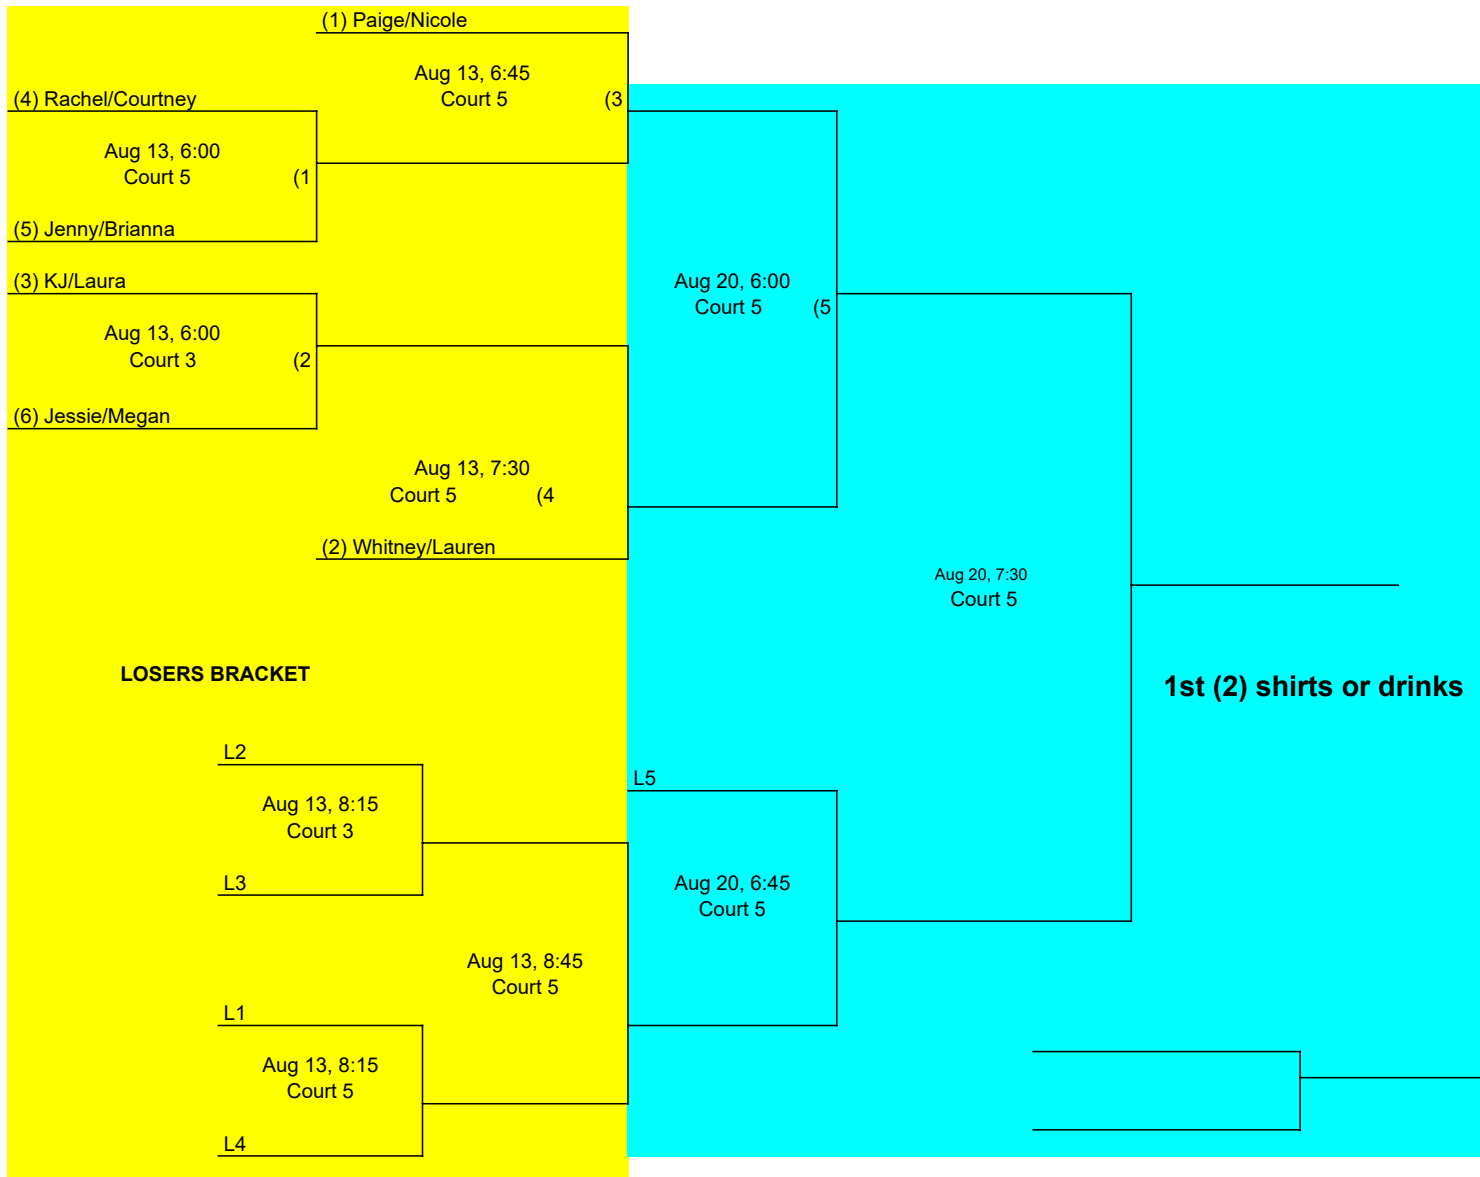 (1) Paige/Nicole
Aug 13, 6:45
Court 5 (3
(4) Rachel/Courtney
Aug 13, 6:00
Court 5 (1
(5) Jenny/Brianna
(3) KJ/Laura
Aug 13, 6:00
Court 3 (2
(6) Jessie/Megan
Aug 20, 6:00
Court 5 (5
Aug 13, 7:30
Court 5 (4
(2) Whitney/Lauren
Aug 20, 7:30
Court 5
1st (2) shirts or drinks
LOSERS BRACKET
L2
Aug 13, 8:15
Court 3
L3
L5
Aug 20, 6:45
Court 5
Aug 13, 8:45
Court 5
L1
Aug 13, 8:15
Court 5
L4